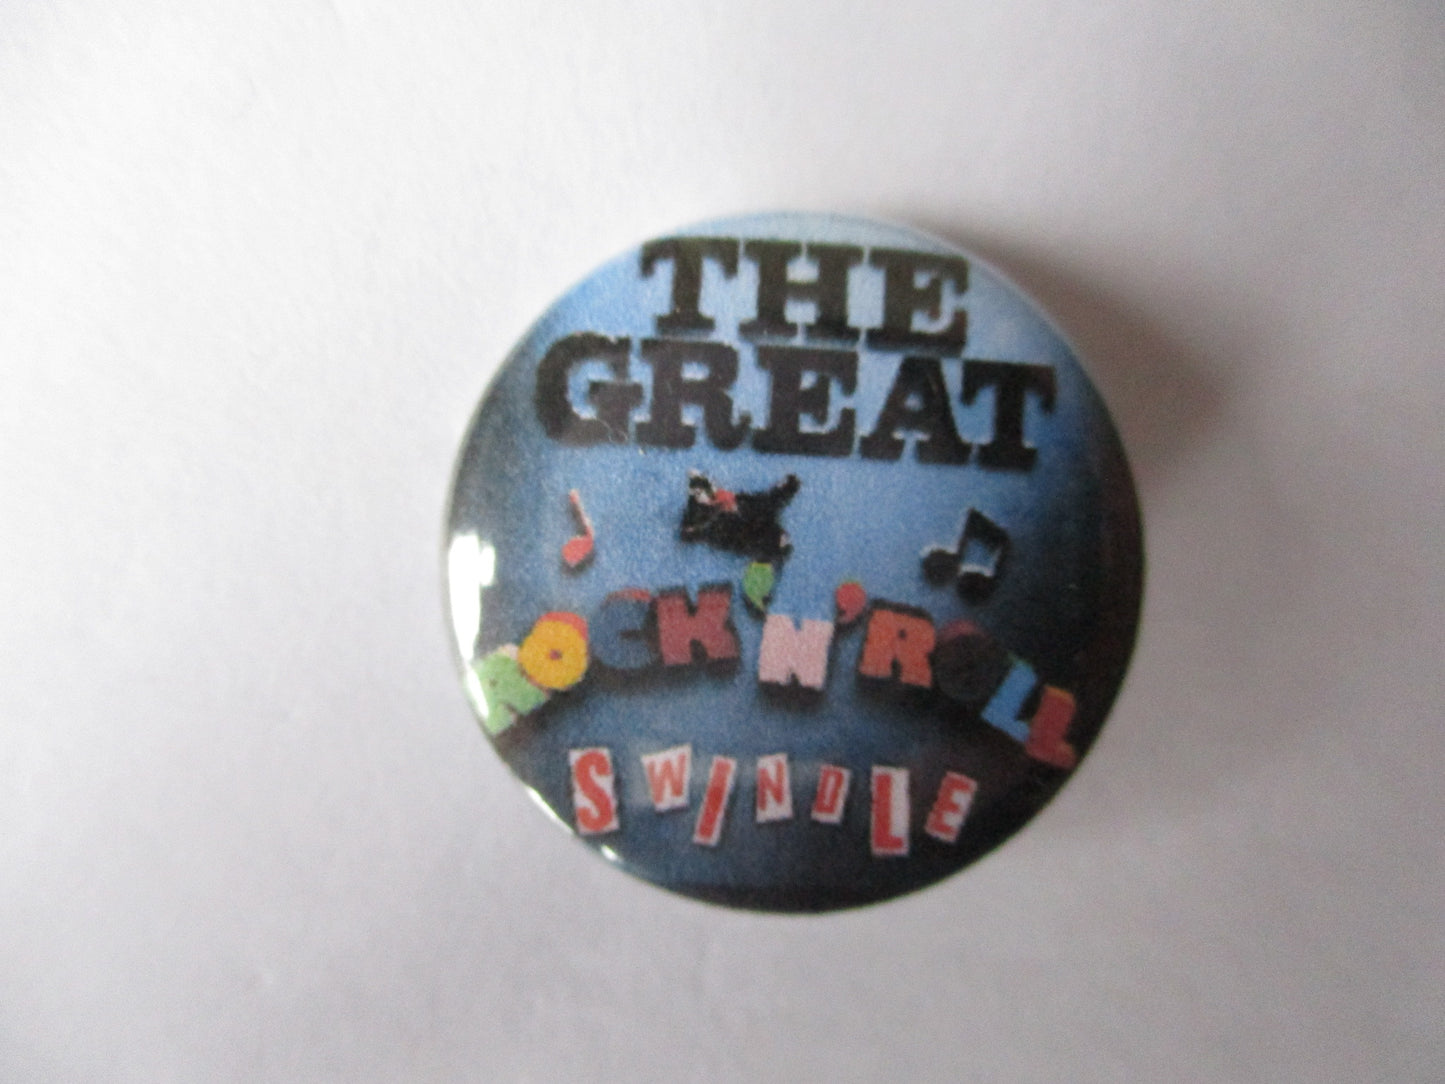 THE
GREAT
ROCK'N'ROLL
SWINDLE